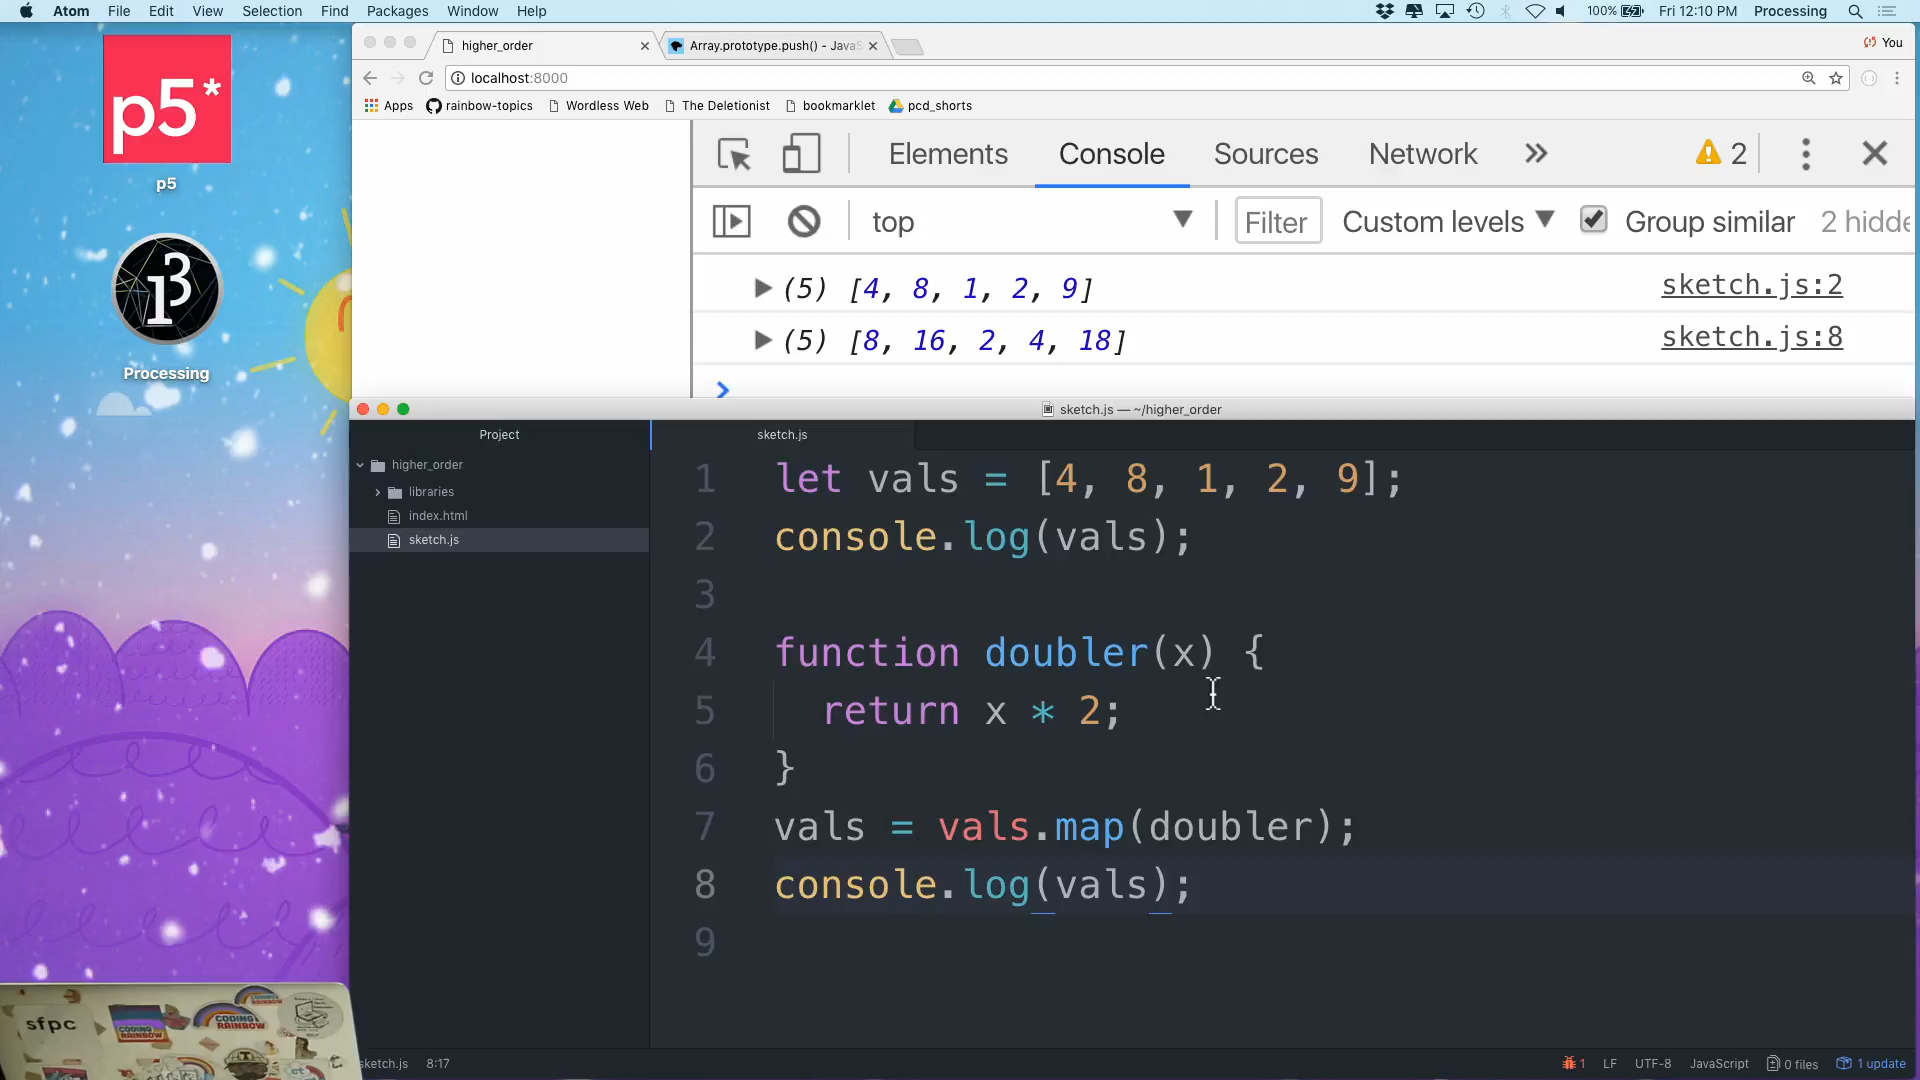 Atom File Edit View Selection Find Packages Window Help 100% Fri 12:10 PM Processing
higher_order Array.prototype.push() - JavaS You
localhost:8000
Apps rainbow-topics Wordless Web The Deletionist bookmarklet pcd_shorts
p5*
p5
Processing
Elements Console Sources Network » 2
top Filter Custom levels Group similar 2 hidde
(5) [4, 8, 1, 2, 9] sketch.js:2
(5) [8, 16, 2, 4, 18] sketch.js:8
sketch.js — ~/higher_order
Project sketch.js
higher_order
libraries
index.html
sketch.js
1 let vals = [4, 8, 1, 2, 9];
2 console.log(vals);
3
4 function doubler(x) {
5 return x * 2;
6 }
7 vals = vals.map(doubler);
8 console.log(vals);
9
sfpc
CODING RAINBOW
CODING RAINBOW
sketch.js 8:17 1 LF UTF-8 JavaScript 0 files 1 update